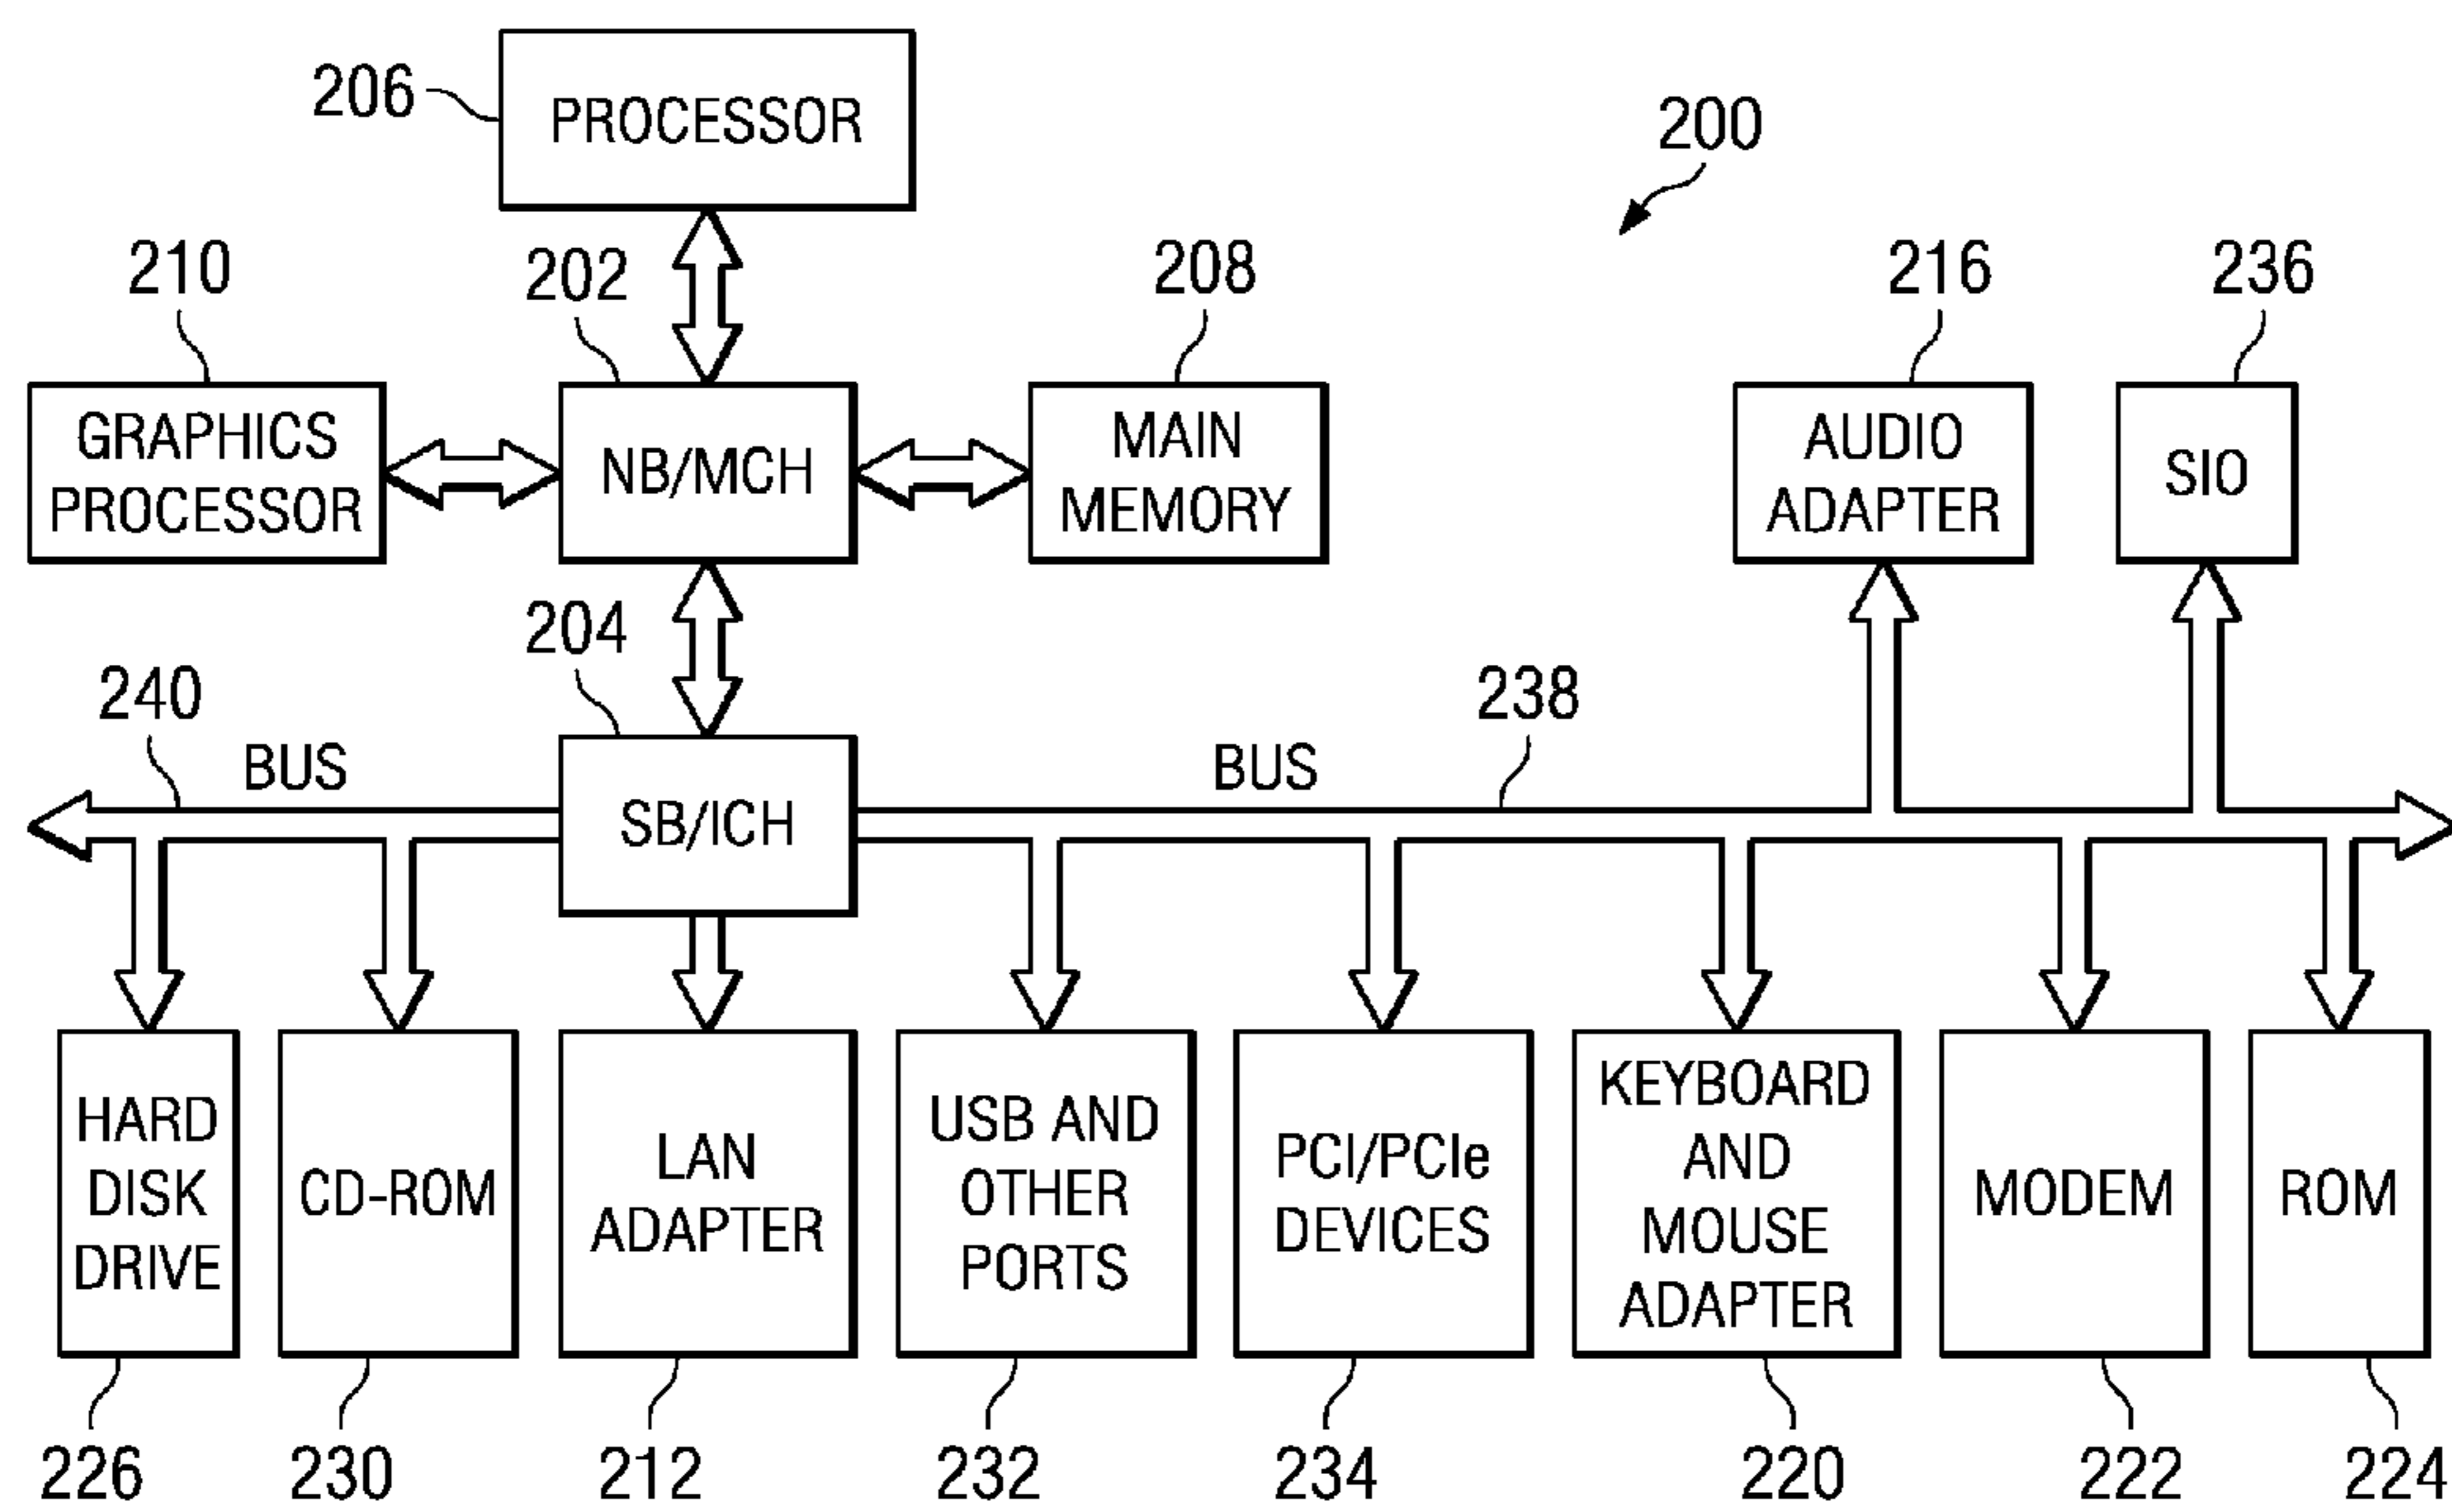 206
PROCESSOR
200
210
202
208
216
236
GRAPHICS
PROCESSOR
NB/MCH
MAIN
MEMORY
AUDIO
ADAPTER
SIO
204
240
BUS
238
BUS
SB/ICH
HARD
DISK
DRIVE
CD-ROM
LAN
ADAPTER
USB AND
OTHER
PORTS
PCI/PCIe
DEVICES
KEYBOARD
AND
MOUSE
ADAPTER
MODEM
ROM
226
230
212
232
234
220
222
224